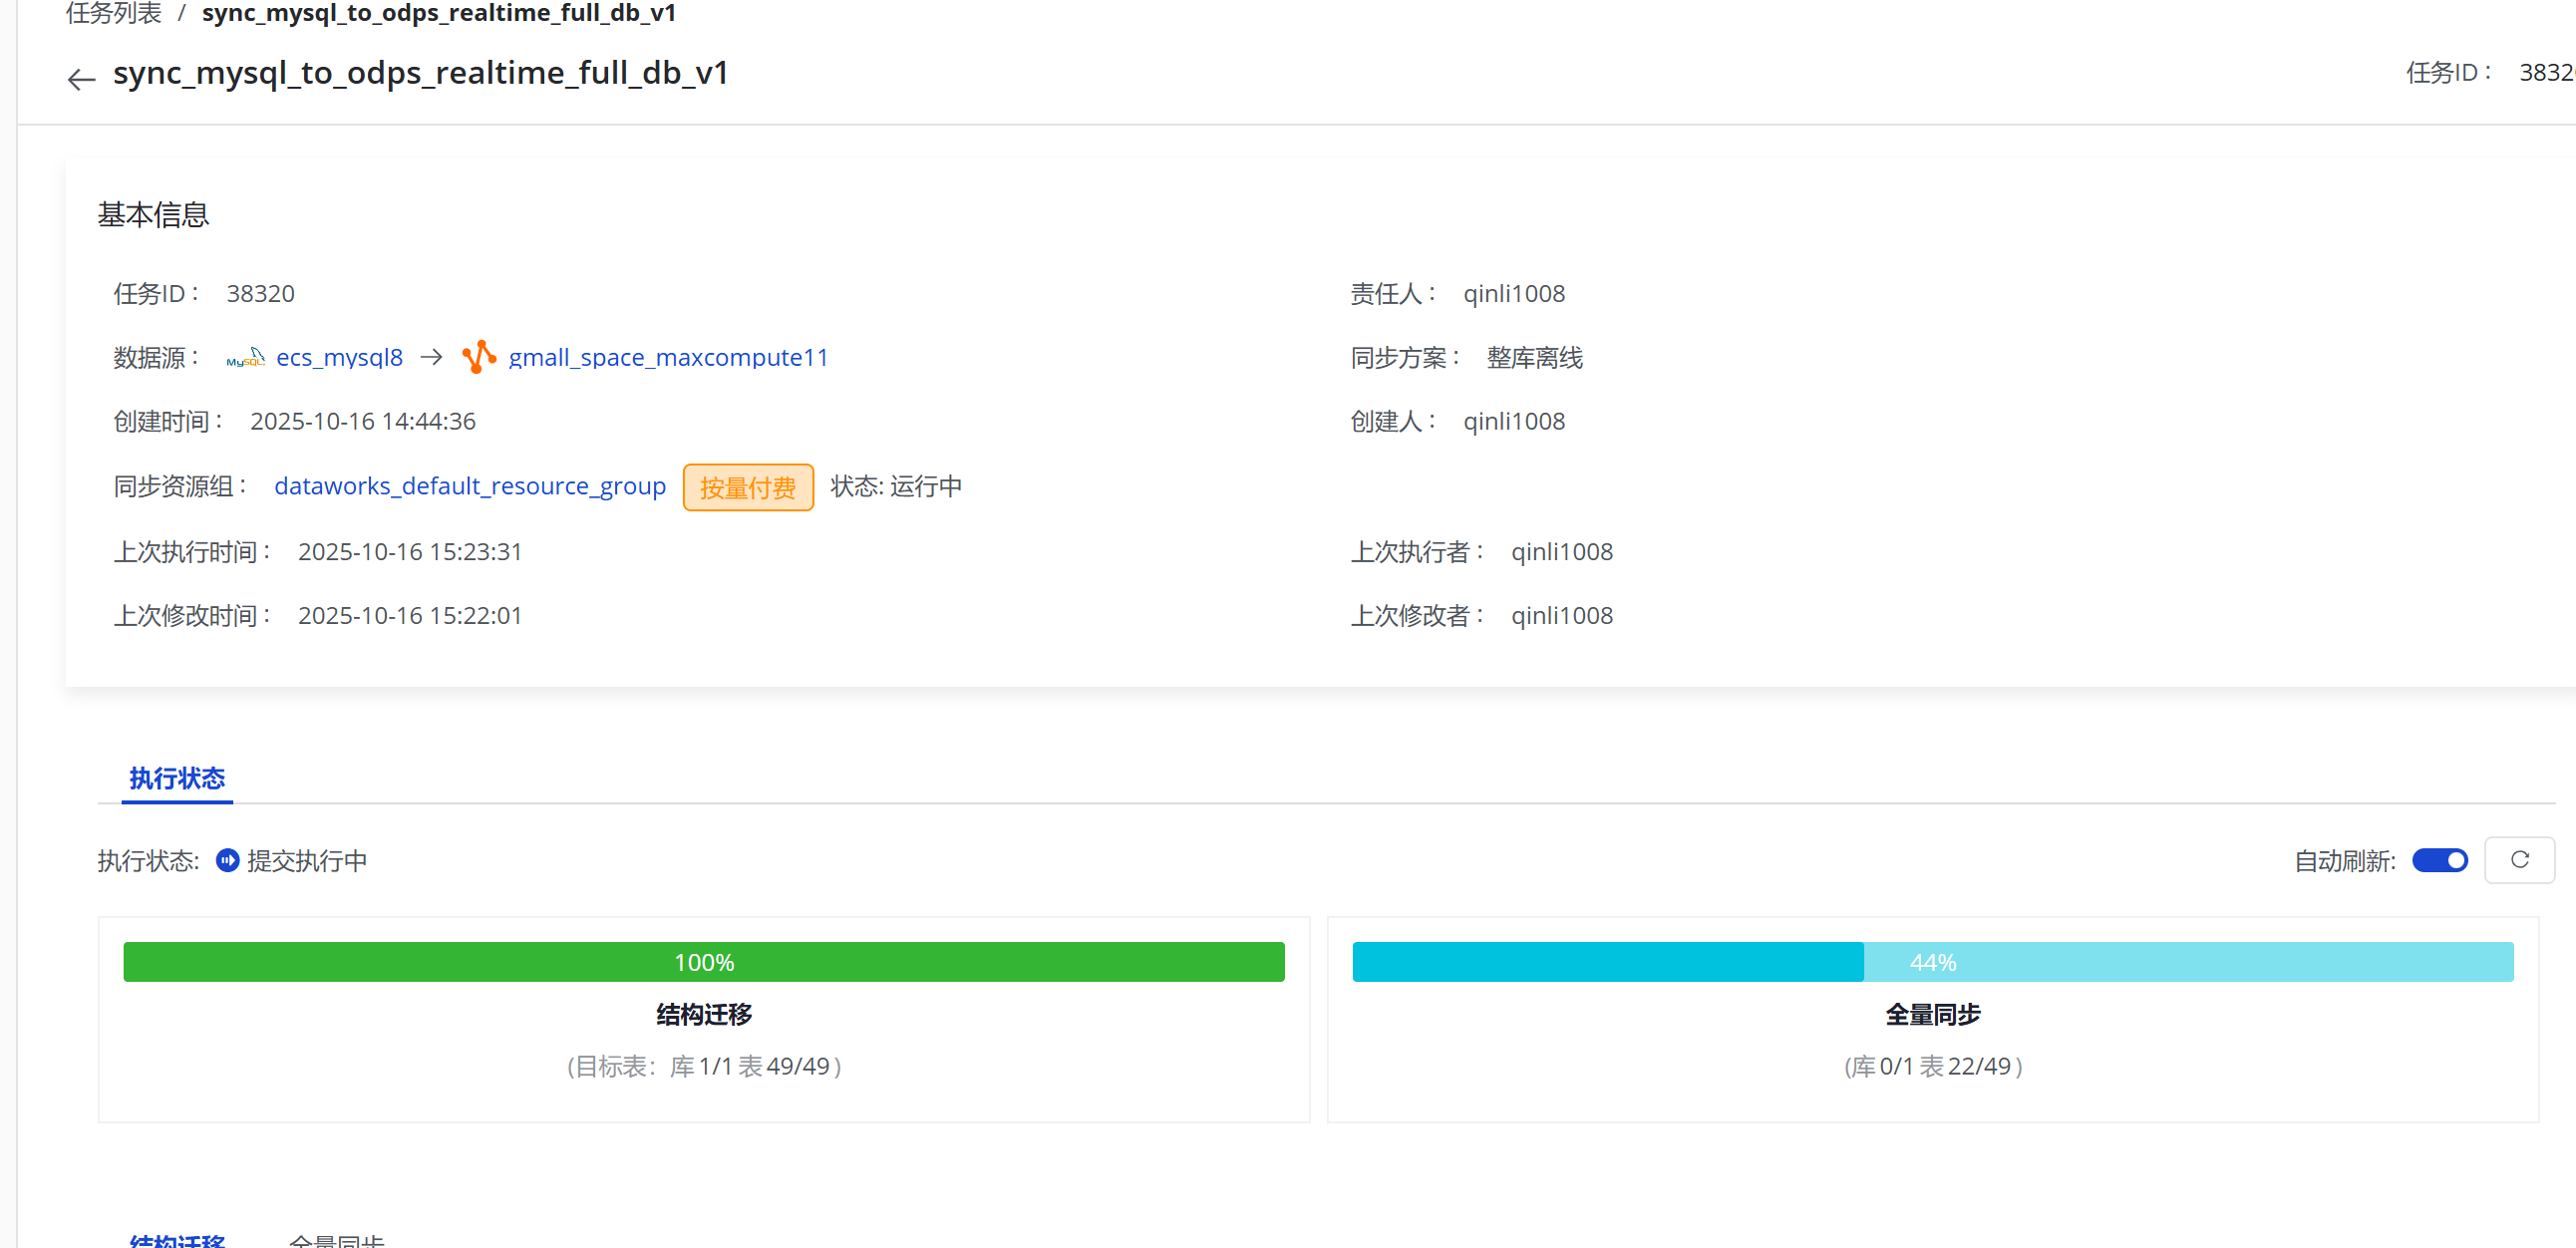 任务列表 / sync_mysql_to_odps_realtime_full_db_v1
← sync_mysql_to_odps_realtime_full_db_v1 任务ID： 3832
基本信息
任务ID： 38320 责任人： qinli1008
数据源： MySQL ecs_mysql8 → gmall_space_maxcompute11 同步方案： 整库离线
创建时间： 2025-10-16 14:44:36 创建人： qinli1008
同步资源组： dataworks_default_resource_group 按量付费 状态: 运行中
上次执行时间： 2025-10-16 15:23:31 上次执行者： qinli1008
上次修改时间： 2025-10-16 15:22:01 上次修改者： qinli1008
执行状态
执行状态: 提交执行中 自动刷新:
100% 44%
结构迁移 全量同步
(目标表：库 1/1 表 49/49 ) (库 0/1 表 22/49 )
结构迁移 全量同步